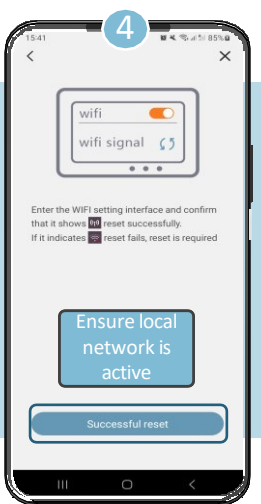 4
15:41
85%
wifi
wifi signal
Enter the WIFI setting interface and confirm
that it shows reset successfully.
If it indicates reset fails, reset is required
Ensure local
network is
active
Successful reset